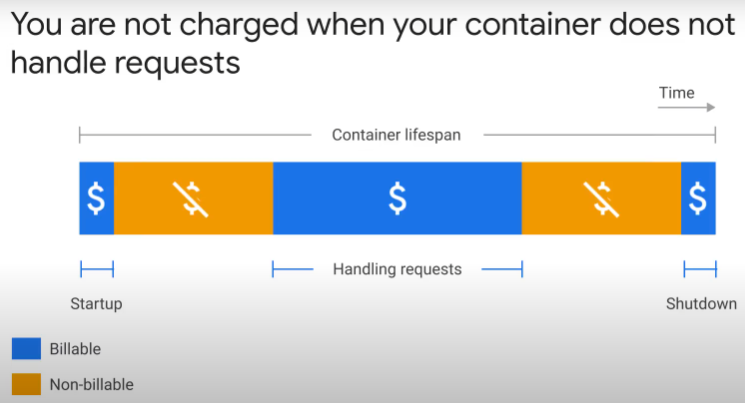 You are not charged when your container does not
handle requests
Time
Container lifespan
$ $ $ $ $
Handling requests
Startup
Shutdown
Billable
Non-billable